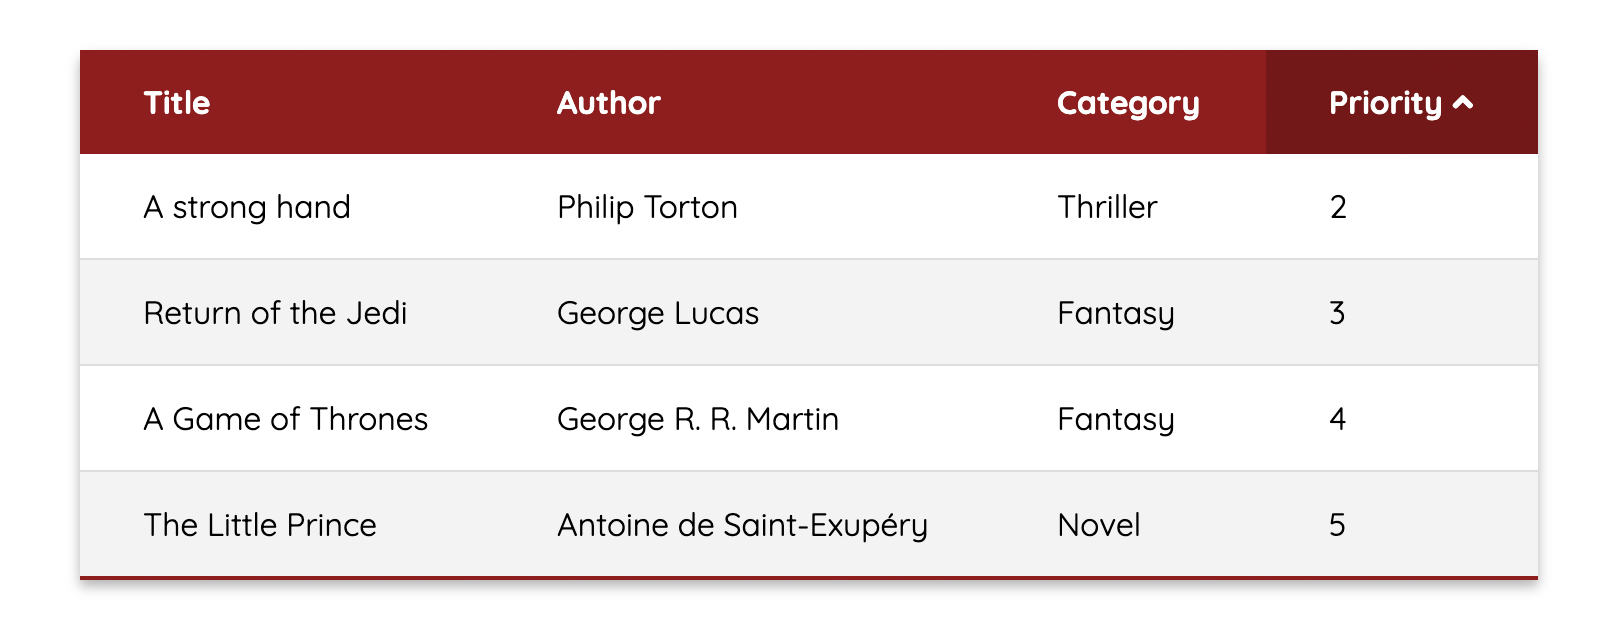 Title Author Category Priority
A strong hand Philip Torton Thriller 2
Return of the Jedi George Lucas Fantasy 3
A Game of Thrones George R. R. Martin Fantasy 4
The Little Prince Antoine de Saint-Exupéry Novel 5